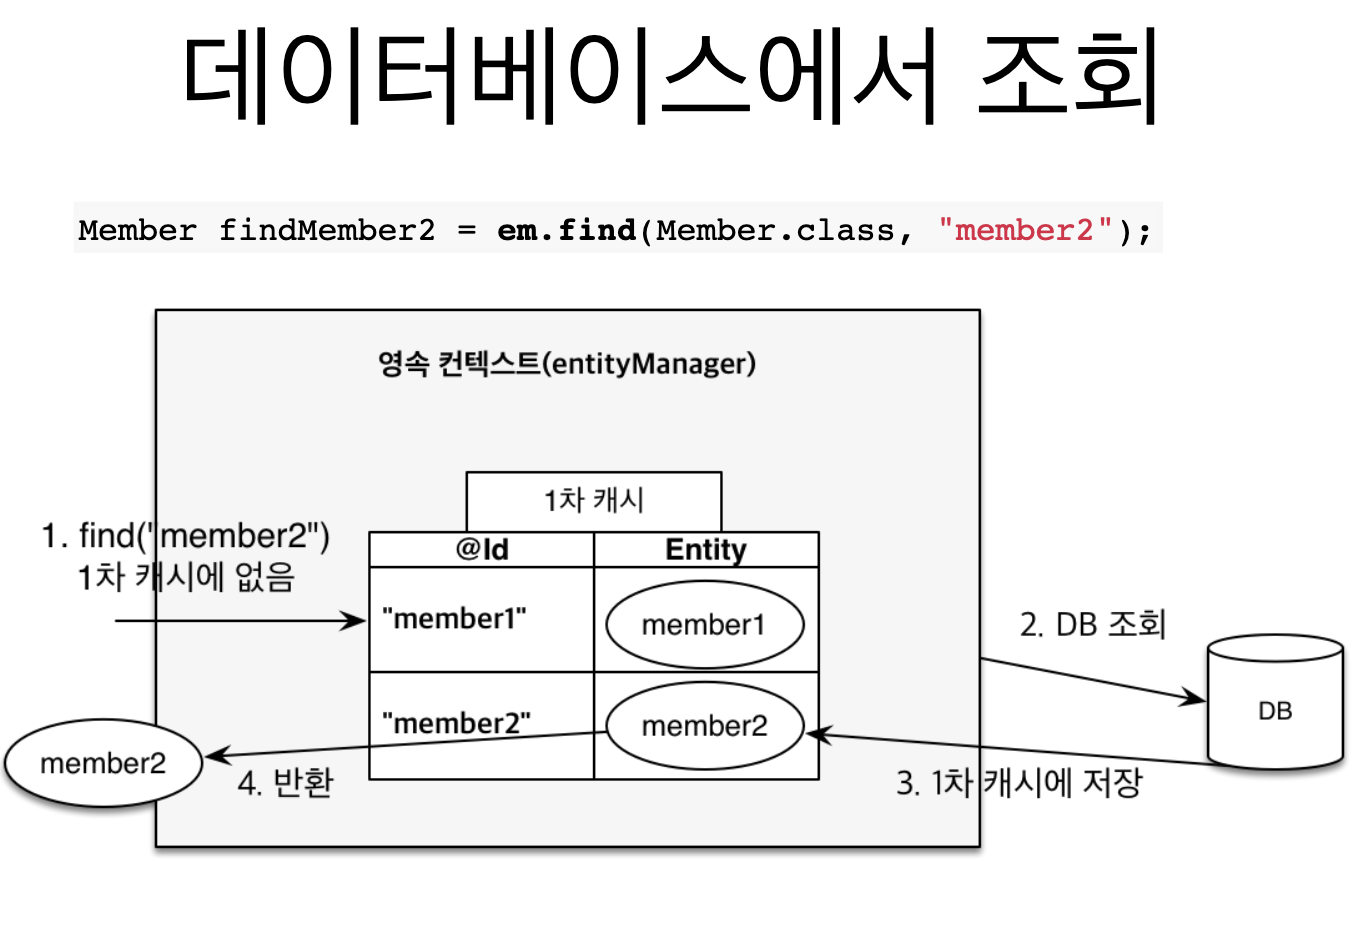 데이터베이스에서 조회
Member findMember2 = em.find(Member.class, "member2");
영속 컨텍스트(entityManager)
1차 캐시
1. find("member2")
1차 캐시에 없음
@Id
Entity
"member1"
member1
2. DB 조회
DB
"member2"
member2
member2
4. 반환
3. 1차 캐시에 저장